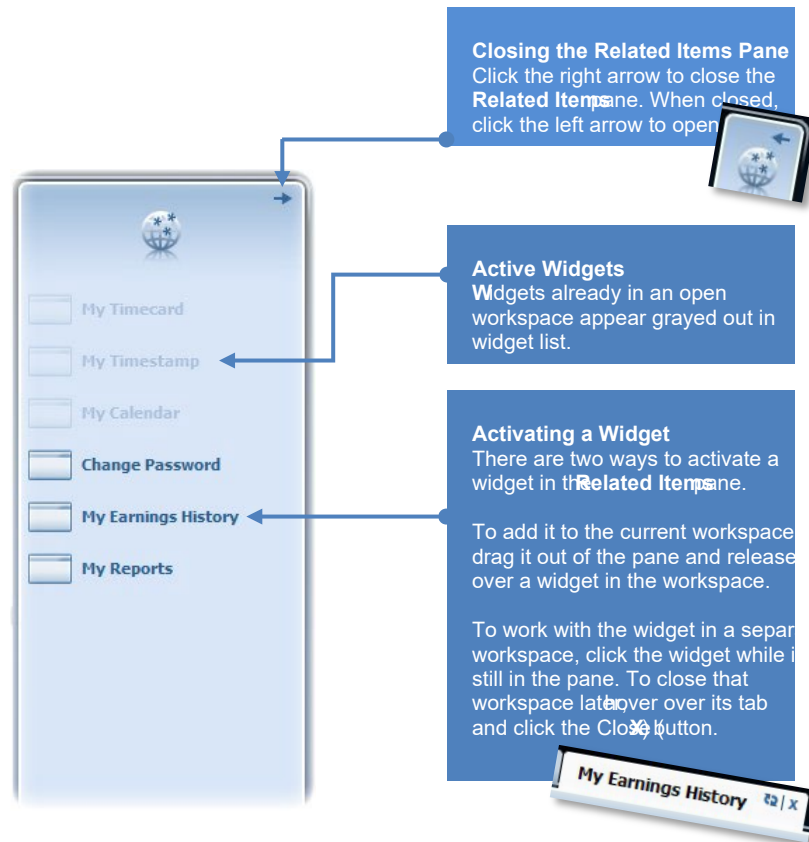 Closing the Related Items Pane
Click the right arrow to close the
Related Items pane. When closed,
click the left arrow to open
My Timecard
My Timestamp
My Calendar
Change Password
My Earnings History
My Reports
Active Widgets
Widgets already in an open
workspace appear grayed out in
widget list.
Activating a Widget
There are two ways to activate a
widget in the Related Items pane.
To add it to the current workspace
drag it out of the pane and release
over a widget in the workspace.
To work with the widget in a separ
workspace, click the widget while i
still in the pane. To close that
workspace later, hover over its tab
and click the Close (X) button.
My Earnings History | x